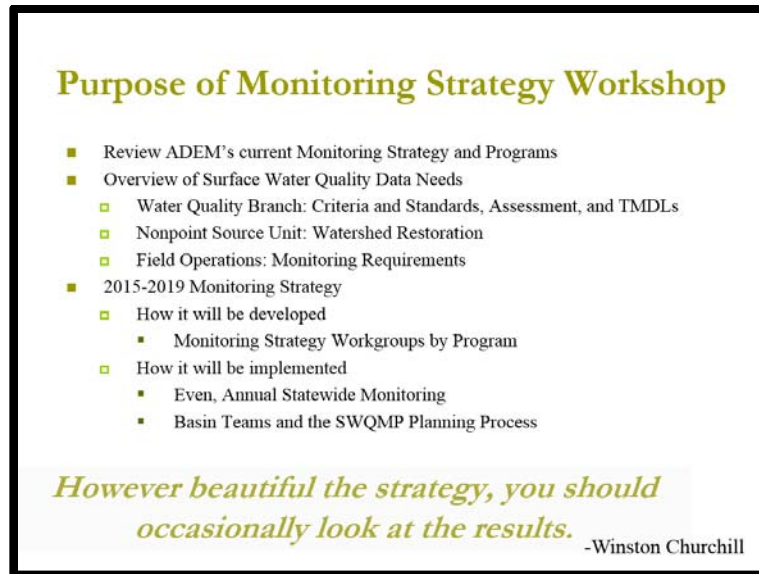 Purpose of Monitoring Strategy Workshop
Review ADEM's current Monitoring Strategy and Programs
Overview of Surface Water Quality Data Needs
Water Quality Branch: Criteria and Standards, Assessment, and TMDLs
Nonpoint Source Unit: Watershed Restoration
Field Operations: Monitoring Requirements
2015-2019 Monitoring Strategy
How it will be developed
Monitoring Strategy Workgroups by Program
How it will be implemented
Even, Annual Statewide Monitoring
Basin Teams and the SWQMP Planning Process
However beautiful the strategy, you should
occasionally look at the results.
-Winston Churchill